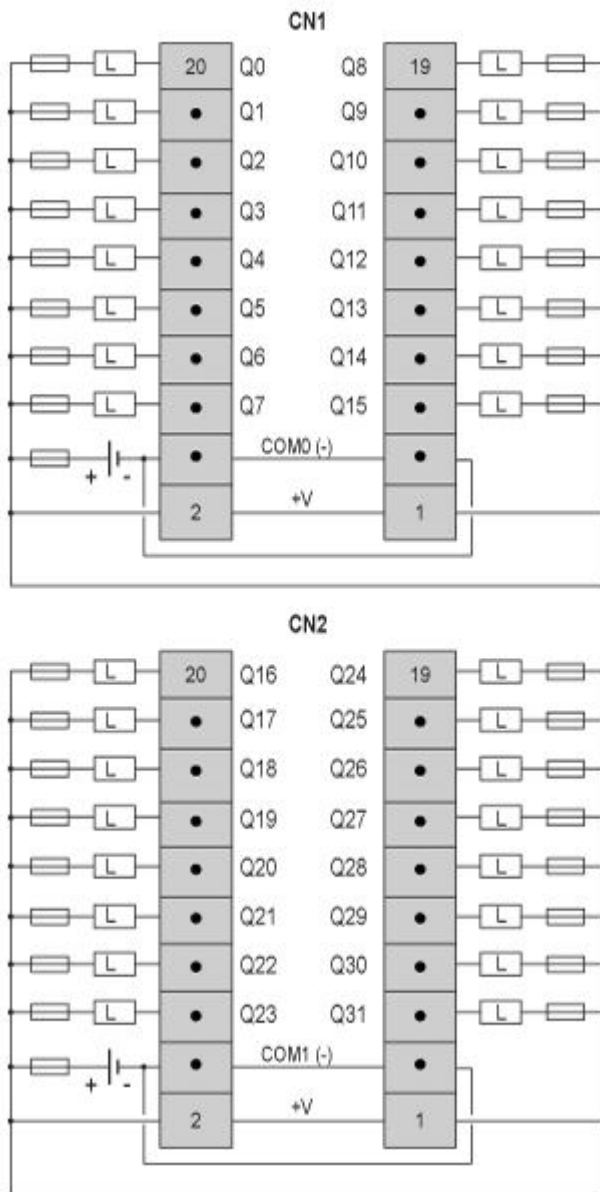 CN1
L 20 Q0 Q8 19 L
L Q1 Q9 L
L Q2 Q10 L
L Q3 Q11 L
L Q4 Q12 L
L Q5 Q13 L
L Q6 Q14 L
L Q7 Q15 L
COM0 (-)
+ -
2 +V 1
CN2
L 20 Q16 Q24 19 L
L Q17 Q25 L
L Q18 Q26 L
L Q19 Q27 L
L Q20 Q28 L
L Q21 Q29 L
L Q22 Q30 L
L Q23 Q31 L
COM1 (-)
+ -
2 +V 1